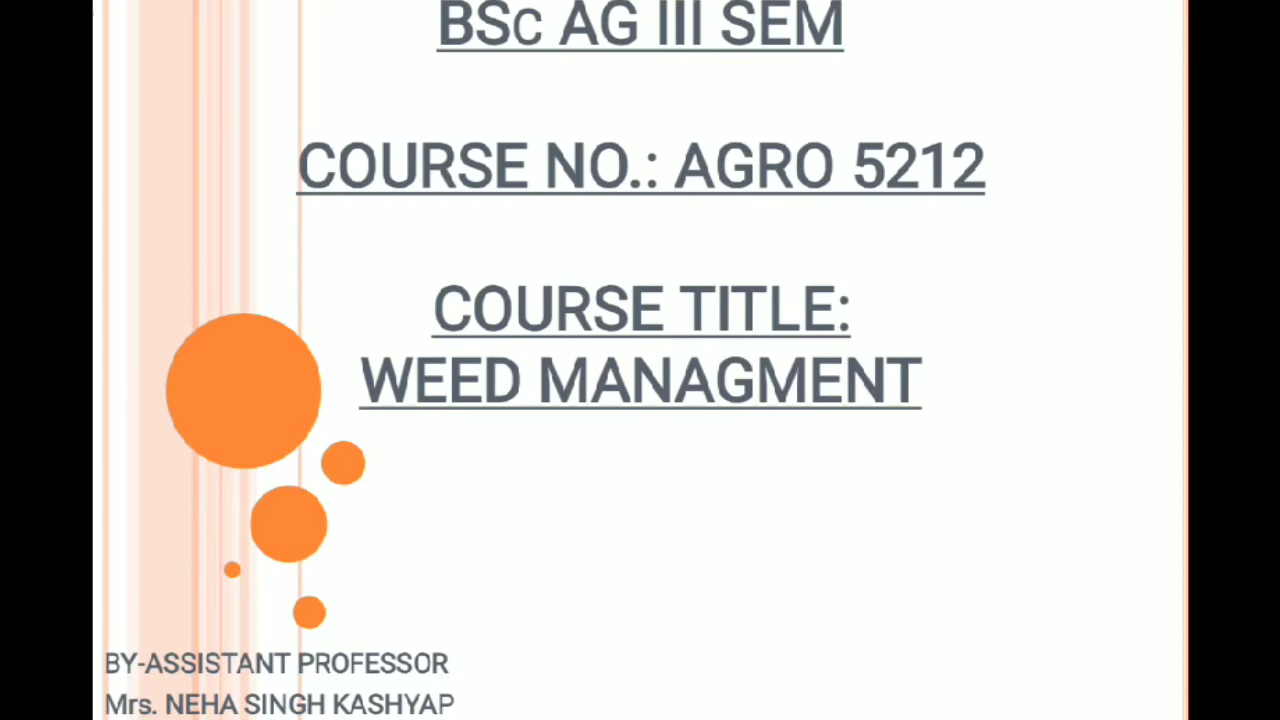 BSc AG III SEM
COURSE NO.: AGRO 5212
COURSE TITLE:
WEED MANAGMENT
BY-ASSISTANT PROFESSOR
Mrs. NEHA SINGH KASHYAP